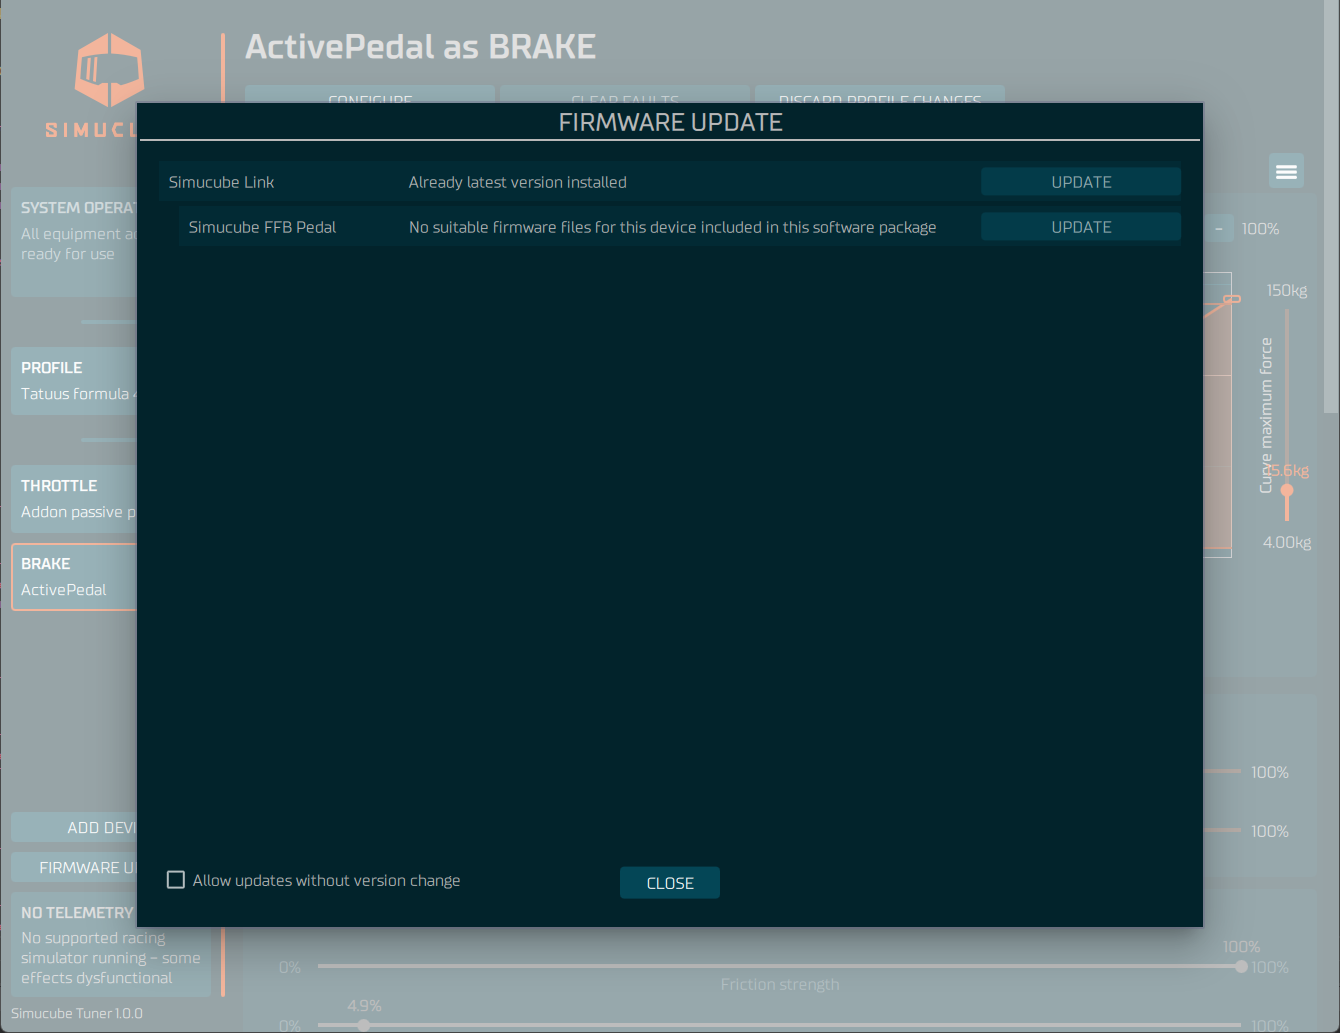 ActivePedal as BRAKE
CONFIGURE
CLEAR FAULTS
DISCARD PROFILE CHANGES
SIMUCU
FIRMWARE UPDATE
Simucube Link
Already latest version installed
UPDATE
Simucube FFB Pedal
No suitable firmware files for this device included in this software package
UPDATE
SYSTEM OPERAT
All equipment
ready for use
PROFILE
Tatuus formula
THROTTLE
Addon passive p
BRAKE
ActivePedal
- 100%
150kg
Curve maximum force
5.6kg
4.00kg
100%
100%
ADD DEVI
FIRMWARE U
Allow updates without version change
CLOSE
NO TELEMETRY
No supported racing
simulator running - some
effects dysfunctional
Simucube Tuner 1.0.0
100%
0%
100%
Friction strength
4.9%
0%
100%